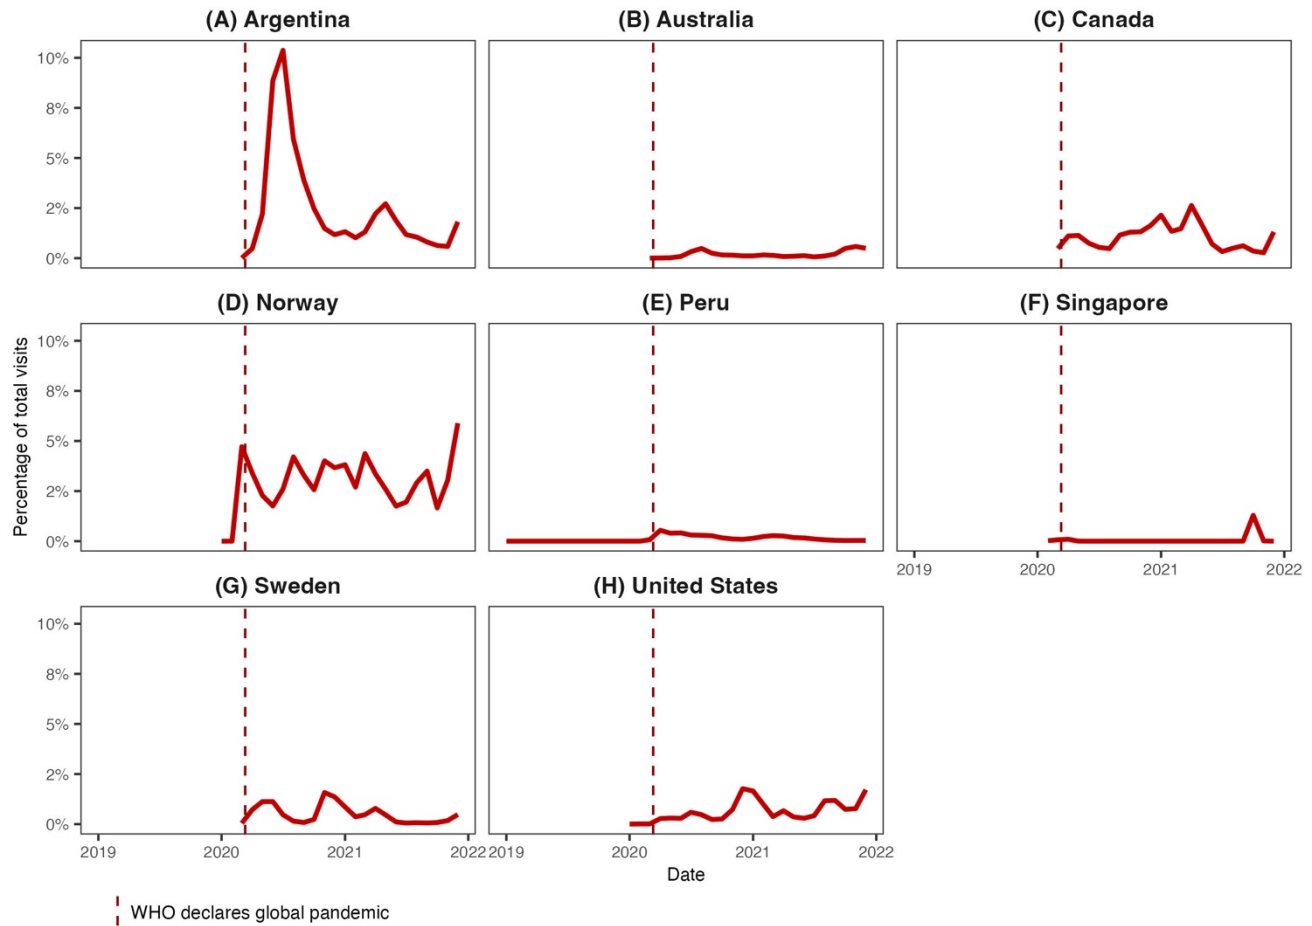 (A) Argentina
(B) Australia
(C) Canada
10%
8%
5%
2%
0%
(D) Norway
(E) Peru
(F) Singapore
Percentage of total visits
10%
8%
5%
2%
0%
2019
2020
2021
2022
(G) Sweden
(H) United States
10%
8%
5%
2%
0%
2019
2020
2021
2022
2019
2020
2021
2022
Date
WHO declares global pandemic